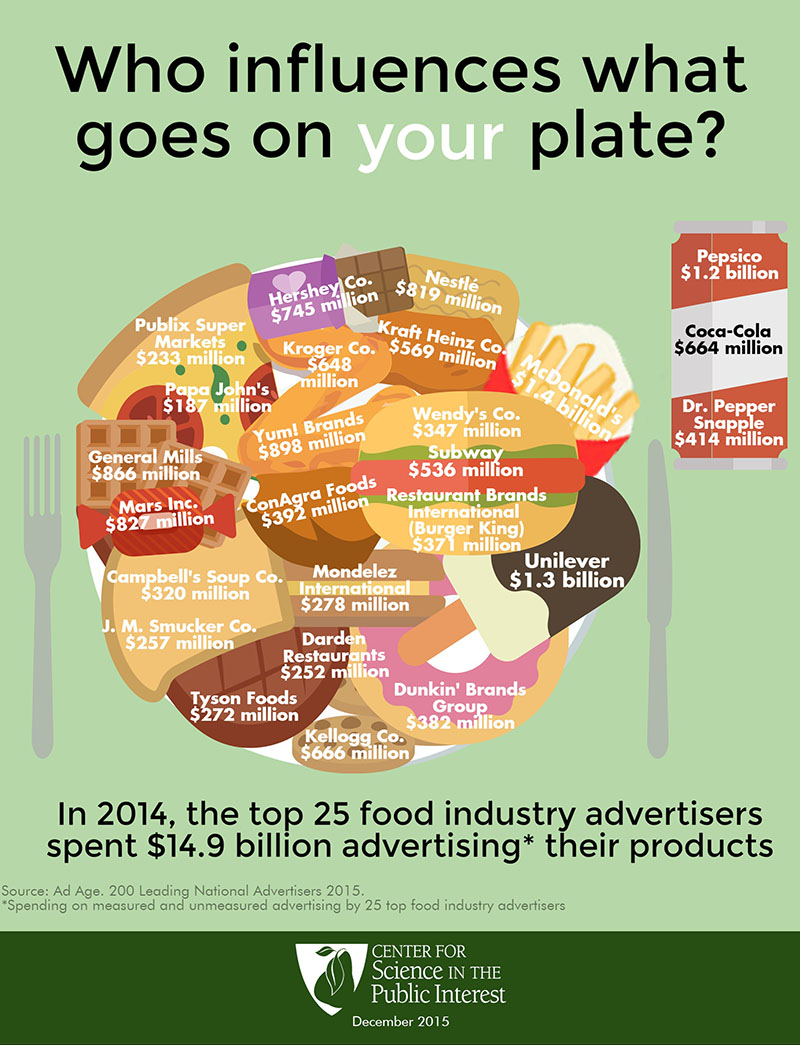 Who influences what
goes on your plate?
Pepsico
$1.2 billion
Coca-Cola
$664 million
Dr. Pepper
Snapple
$414 million
Hershey Co.
$745 million
Nestlé
$819 million
Publix Super
Markets
$233 million
Kroger Co.
$648
million
Kraft Heinz Co.
$569 million
McDonald's
$1.4 billion
Papa John's
$187 million
Yum! Brands
$898 million
Wendy's Co.
$347 million
Subway
$536 million
Restaurant Brands
International
(Burger King)
$371 million
General Mills
$866 million
Mars Inc.
$827 million
ConAgra Foods
$392 million
Unilever
$1.3 billion
Campbell's Soup Co.
$320 million
Mondelez
International
$278 million
J. M. Smucker Co.
$257 million
Darden
Restaurants
$252 million
Tyson Foods
$272 million
Dunkin' Brands
Group
$382 million
Kellogg Co.
$666 million
In 2014, the top 25 food industry advertisers
spent $14.9 billion advertising* their products
Source: Ad Age. 200 Leading National Advertisers 2015.
*Spending on measured and unmeasured advertising by 25 top food industry advertisers
CENTER FOR
Science IN THE
Public Interest
December 2015